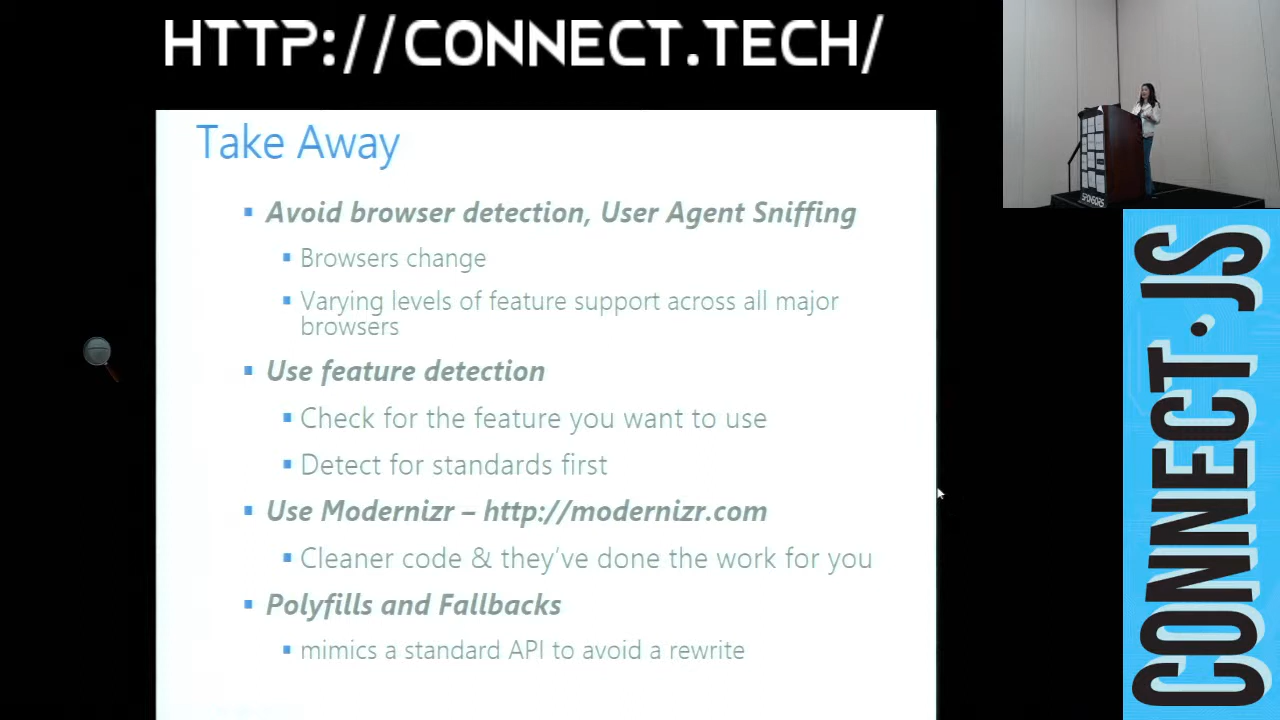 HTTP://CONNECT.TECH/
Take Away
Avoid browser detection, User Agent Sniffing
Browsers change
Varying levels of feature support across all major
browsers
Use feature detection
Check for the feature you want to use
Detect for standards first
Use Modernizr – http://modernizr.com
Cleaner code & they've done the work for you
Polyfills and Fallbacks
mimics a standard API to avoid a rewrite
SPONSORS
CONNECT.JS